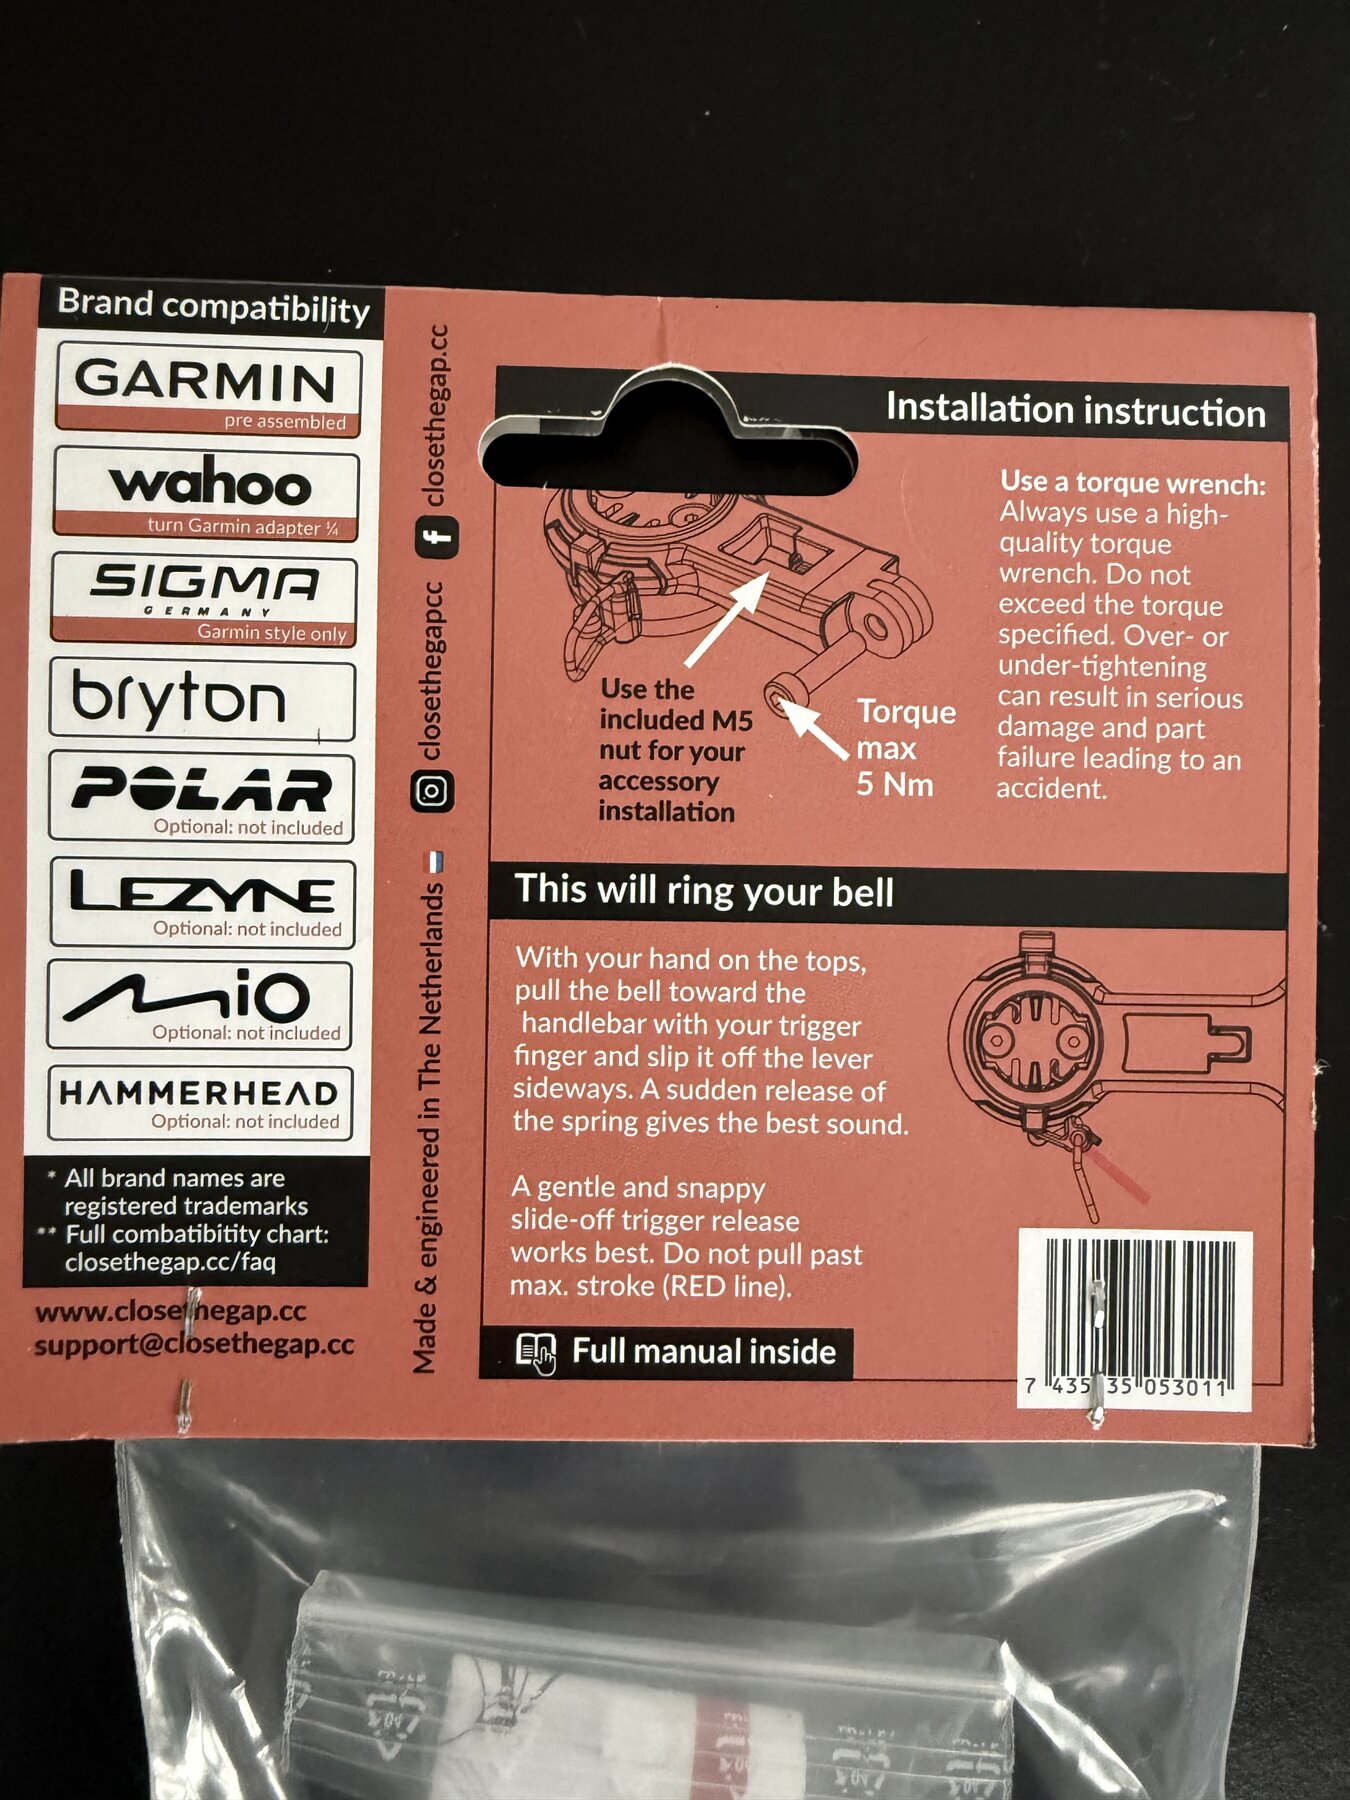 Brand compatibility
GARMIN
pre assembled
wahoo
turn Garmin adapter ¼
SIGMA
GERMANY
Garmin style only
bryton
POLAR
Optional: not included
LEZYNE
Optional: not included
MiO
Optional: not included
HAMMERHEAD
Optional: not included
* All brand names are
registered trademarks
** Full combatibitity chart:
closethegap.cc/faq
www.closethegap.cc
support@closethegap.cc
closethegap.cc
closethegapcc
Made & engineered in The Netherlands
Installation instruction
Use a torque wrench:
Always use a high-
quality torque
wrench. Do not
exceed the torque
specified. Over- or
under-tightening
can result in serious
damage and part
failure leading to an
accident.
Use the
included M5
nut for your
accessory
installation
Torque
max
5 Nm
This will ring your bell
With your hand on the tops,
pull the bell toward the
handlebar with your trigger
finger and slip it off the lever
sideways. A sudden release of
the spring gives the best sound.
A gentle and snappy
slide-off trigger release
works best. Do not pull past
max. stroke (RED line).
Full manual inside
7 435 35 053011